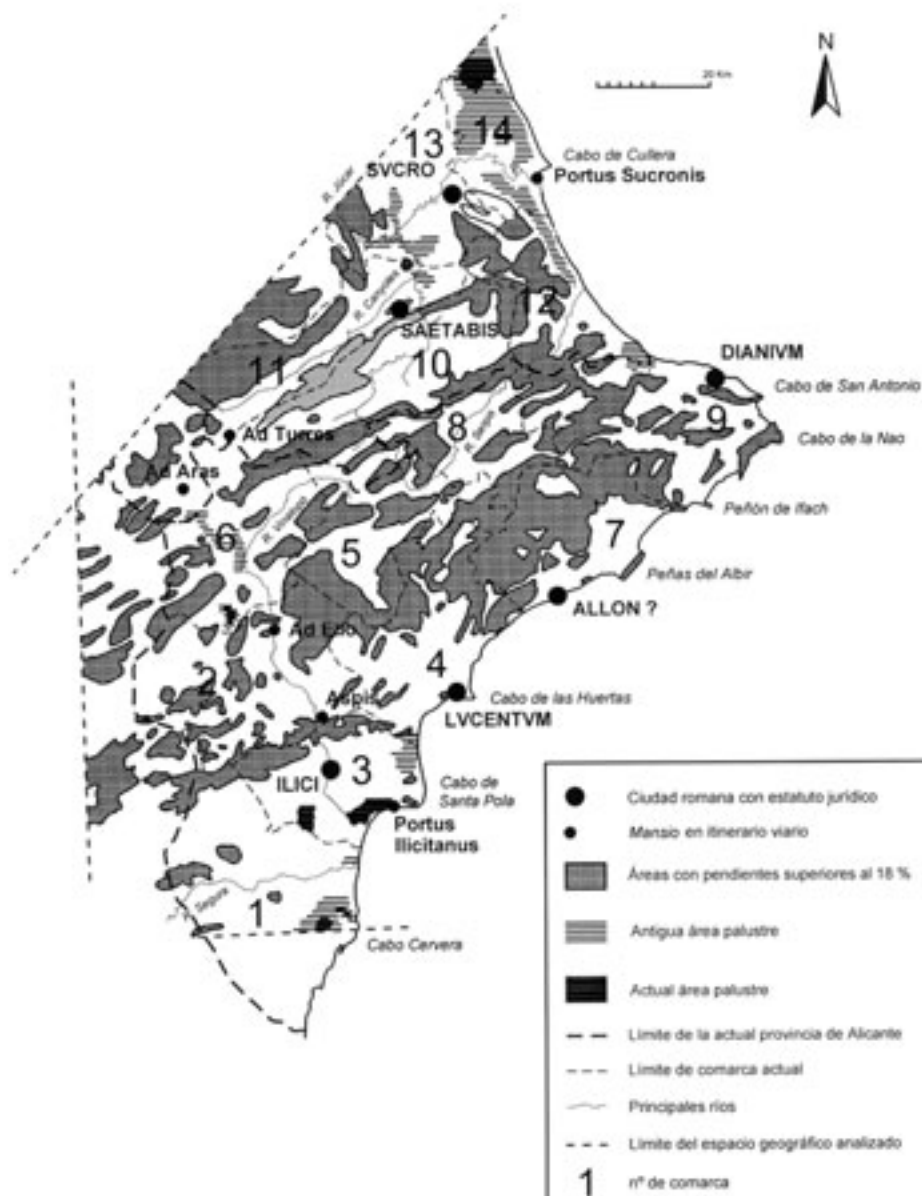 N
20 Km
14
13
SVCRO
Cabo de Cullera
Portus Sucronis
R. Júcar
12
SAETABIS
11
10
DIANIVM
Cabo de San Antonio
9
Cabo de la Nao
8
Ad Turres
Ad Aras
Peñón de Ifach
7
6
R. Vinalopó
5
Peñas del Albir
ALLON ?
Ad Ello
4
2
Aspis
Cabo de las Huertas
LVCENTVM
3
ILICI
Cabo de
Santa Pola
Portus
Ilicitanus
Segura
1
Cabo Cervera
Ciudad romana con estatuto jurídico
Mansio en itinerario viario
Áreas con pendientes superiores al 18 %
Antigua área palustre
Actual área palustre
Límite de la actual provincia de Alicante
Límite de comarca actual
Principales ríos
Límite del espacio geográfico analizado
1 nº de comarca